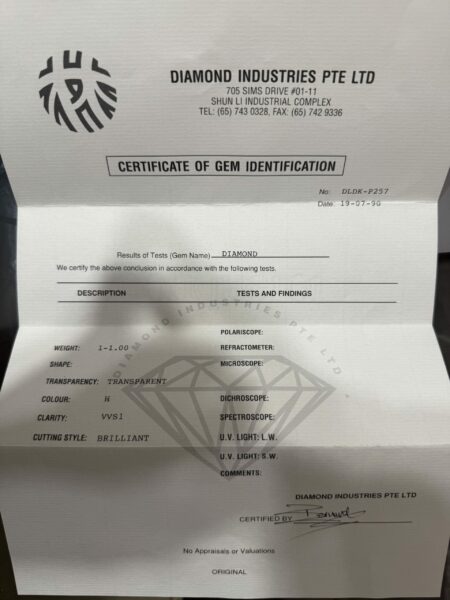 DIAMOND INDUSTRIES PTE LTD
705 SIMS DRIVE #01-11
SHUN LI INDUSTRIAL COMPLEX
TEL: (65) 743 0328, FAX: (65) 742 9336
CERTIFICATE OF GEM IDENTIFICATION
No: DLDK-P257
Date: 19-07-90
Results of Tests (Gem Name) DIAMOND
We certify the above conclusion in accordance with the following tests.
DESCRIPTION TESTS AND FINDINGS
DIAMOND INDUSTRIES PTE LTD
POLARISCOPE:
WEIGHT: 1-1.00 REFRACTOMETER:
SHAPE: MICROSCOPE:
TRANSPARENCY: TRANSPARENT
COLOUR: H DICHROSCOPE:
CLARITY: VVS1 SPECTROSCOPE:
CUTTING STYLE: BRILLIANT U.V. LIGHT: L.W.
U.V. LIGHT: S.W.
COMMENTS:
DIAMOND INDUSTRIES PTE LTD
CERTIFIED BY
No Appraisals or Valuations
ORIGINAL